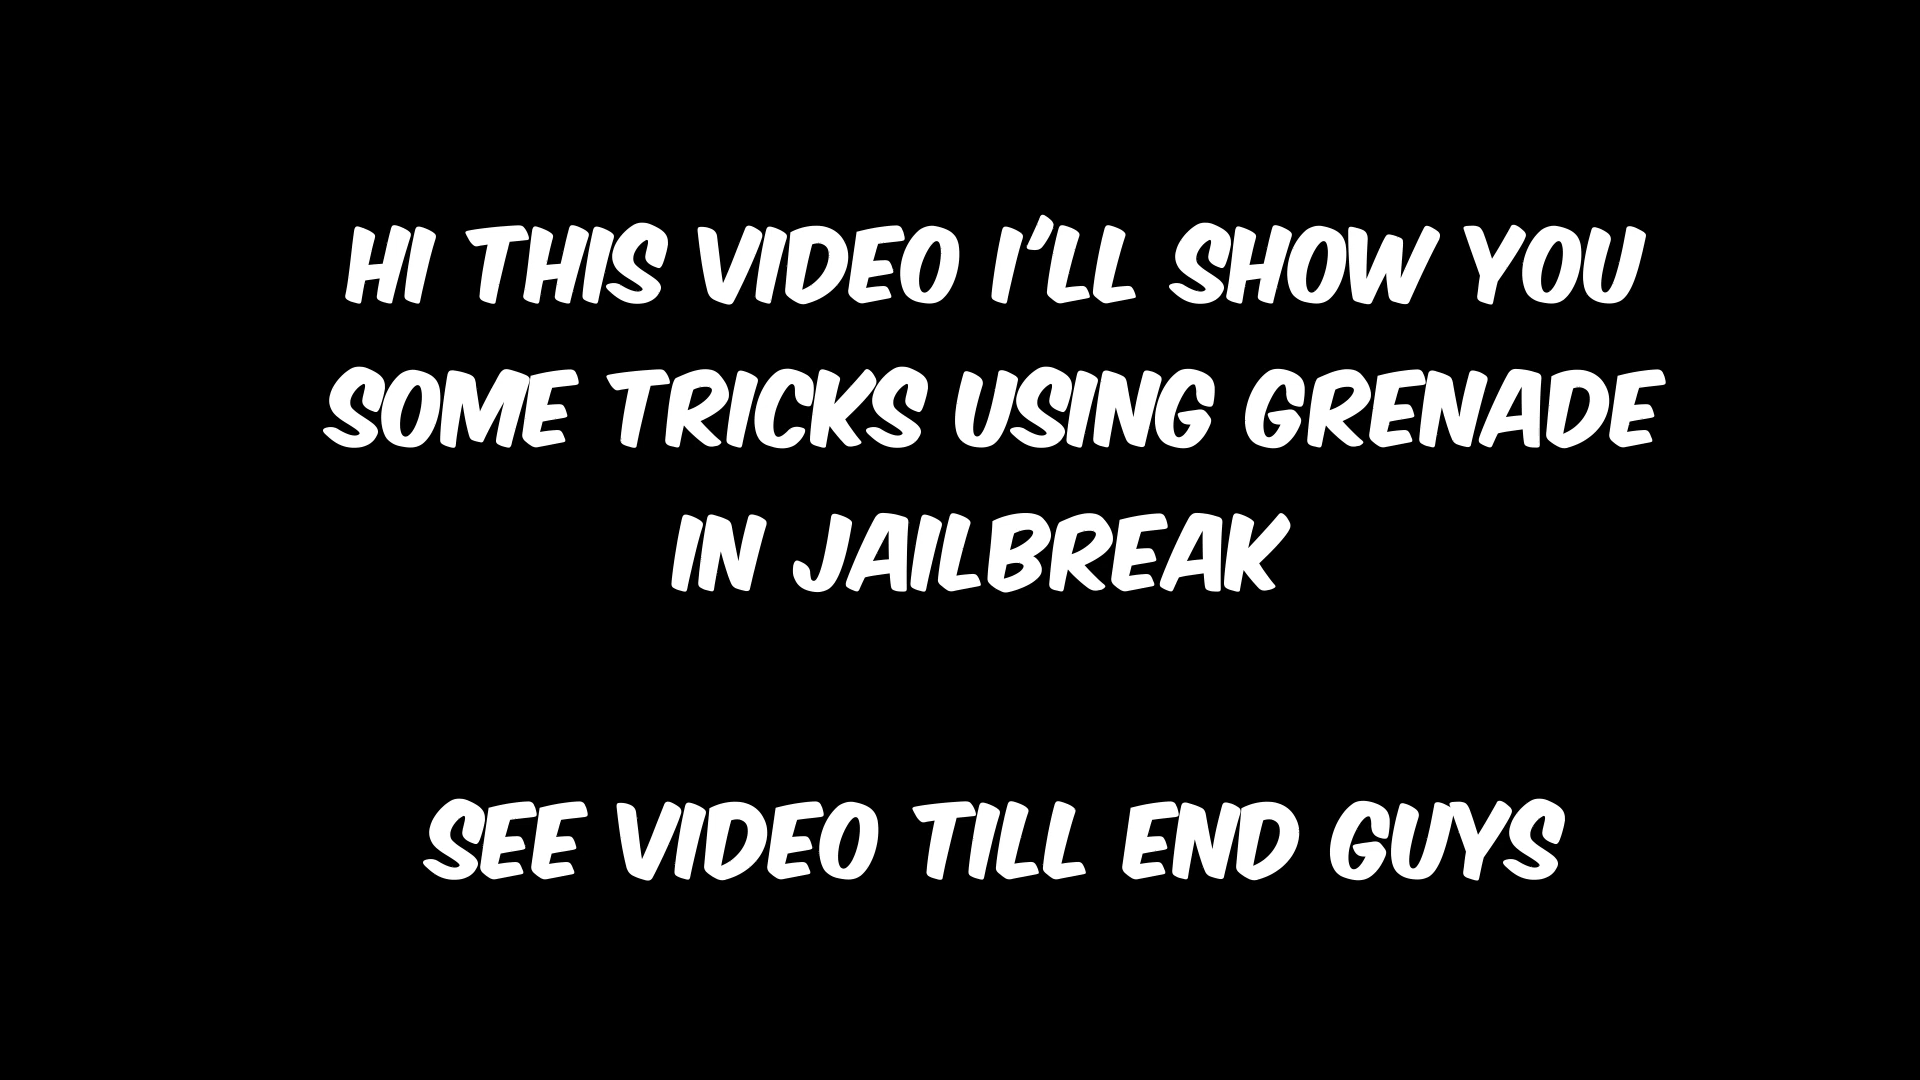 HI THIS VIDEO I'LL SHOW YOU
SOME TRICKS USING GRENADE
IN JAILBREAK
SEE VIDEO TILL END GUYS